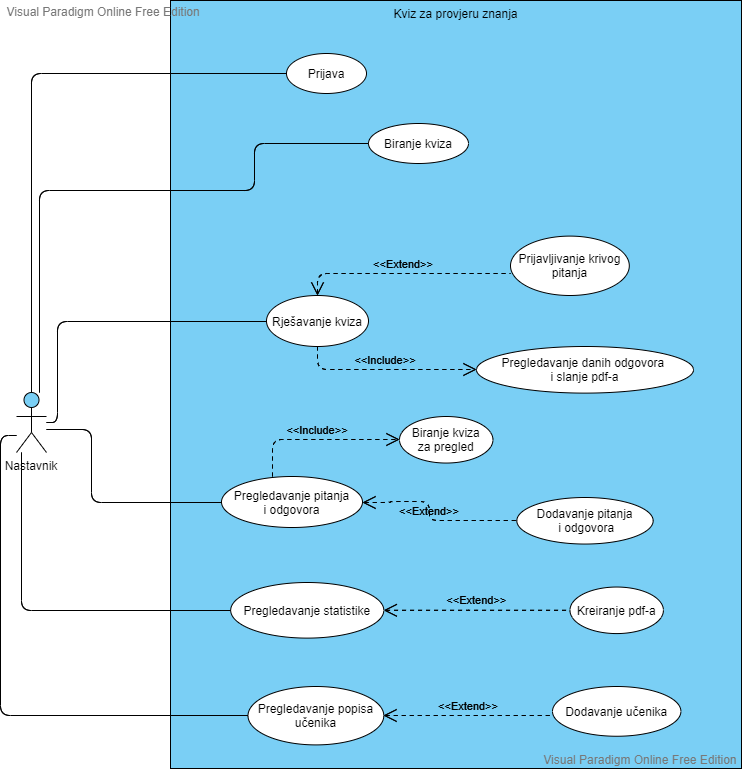 Visual Paradigm Online Free Edition
Kviz za provjeru znanja
Prijava
Biranje kviza
<<Extend>>
Prijavljivanje krivog
pitanja
Rješavanje kviza
<<Include>>
Pregledavanje danih odgovora
i slanje pdf-a
Nastavnik
<<Include>>
Biranje kviza
za pregled
Pregledavanje pitanja
i odgovora
<<Extend>>
Dodavanje pitanja
i odgovora
Pregledavanje statistike
<<Extend>>
Kreiranje pdf-a
Pregledavanje popisa
učenika
<<Extend>>
Dodavanje učenika
Visual Paradigm Online Free Edition